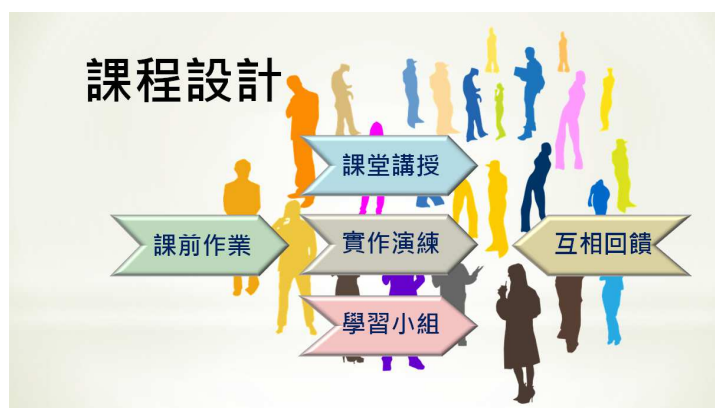 課程設計
課堂講授
課前作業
實作演練
互相回饋
學習小組